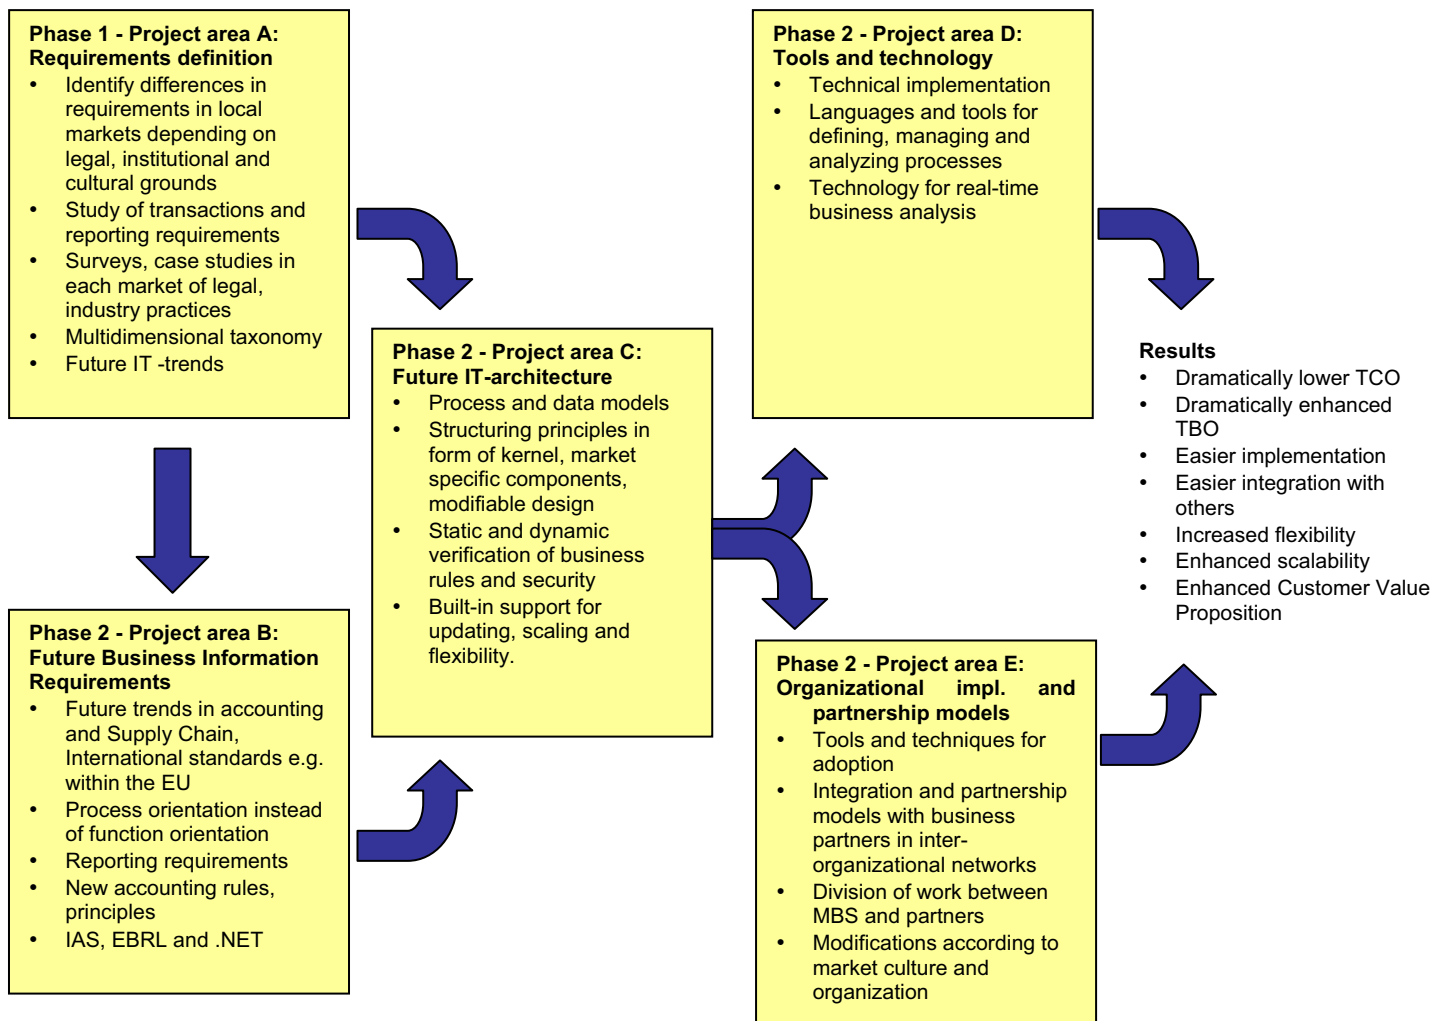 Phase 1 - Project area A:
Requirements definition
• Identify differences in
requirements in local
markets depending on
legal, institutional and
cultural grounds
• Study of transactions and
reporting requirements
• Surveys, case studies in
each market of legal,
industry practices
• Multidimensional taxonomy
• Future IT -trends
Phase 2 - Project area B:
Future Business Information
Requirements
• Future trends in accounting
and Supply Chain,
International standards e.g.
within the EU
• Process orientation instead
of function orientation
• Reporting requirements
• New accounting rules,
principles
• IAS, EBRL and .NET
Phase 2 - Project area C:
Future IT-architecture
• Process and data models
• Structuring principles in
form of kernel, market
specific components,
modifiable design
• Static and dynamic
verification of business
rules and security
• Built-in support for
updating, scaling and
flexibility.
Phase 2 - Project area D:
Tools and technology
• Technical implementation
• Languages and tools for
defining, managing and
analyzing processes
• Technology for real-time
business analysis
Phase 2 - Project area E:
Organizational impl. and
partnership models
• Tools and techniques for
adoption
• Integration and partnership
models with business
partners in inter-
organizational networks
• Division of work between
MBS and partners
• Modifications according to
market culture and
organization
Results
• Dramatically lower TCO
• Dramatically enhanced
TBO
• Easier implementation
• Easier integration with
others
• Increased flexibility
• Enhanced scalability
• Enhanced Customer Value
Proposition